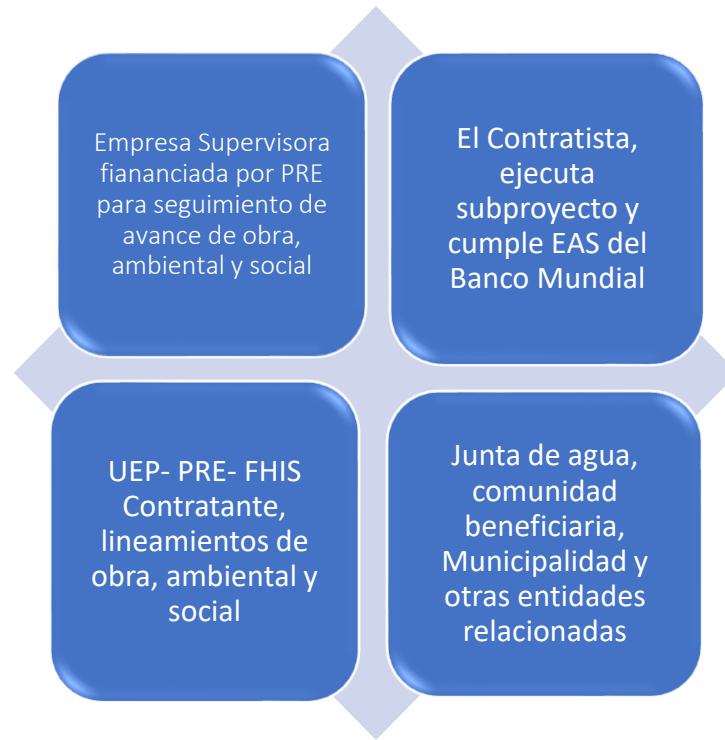 Empresa Supervisora
fiananciada por PRE
para seguimiento de
avance de obra,
ambiental y social
El Contratista,
ejecuta
subproyecto y
cumple EAS del
Banco Mundial
UEP- PRE- FHIS
Contratante,
lineamientos de
obra, ambiental y
social
Junta de agua,
comunidad
beneficiaria,
Municipalidad y
otras entidades
relacionadas